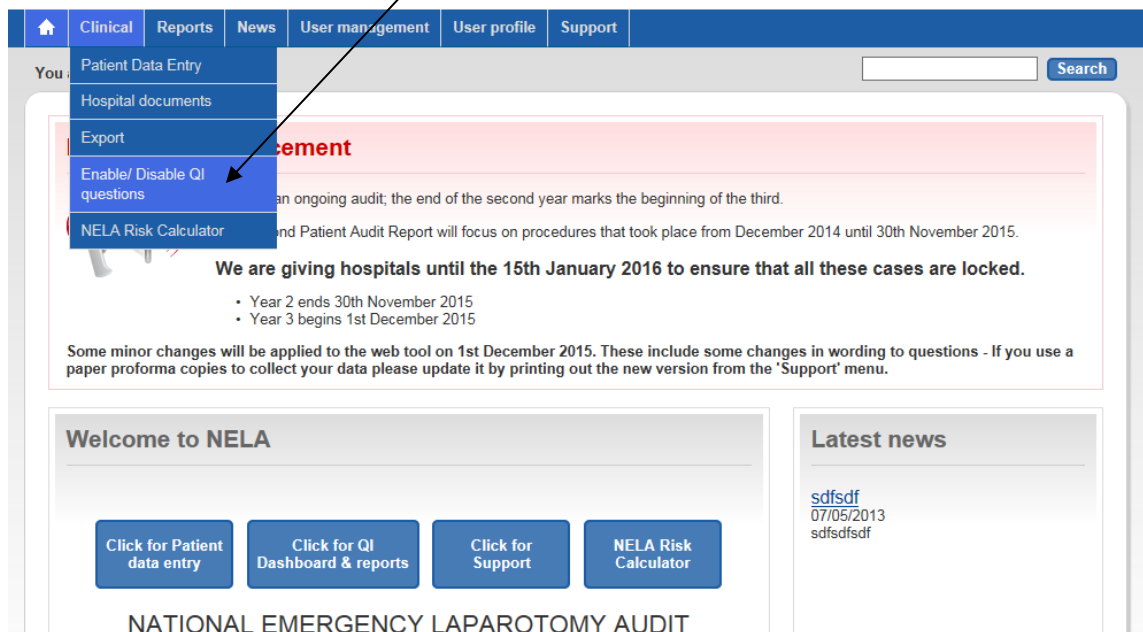 Clinical Reports News User management User profile Support
You
Search
Patient Data Entry
Hospital documents
Export
Enable/ Disable QI
questions
NELA Risk Calculator
ement
an ongoing audit; the end of the second year marks the beginning of the third.
nd Patient Audit Report will focus on procedures that took place from December 2014 until 30th November 2015.
We are giving hospitals until the 15th January 2016 to ensure that all these cases are locked.
• Year 2 ends 30th November 2015
• Year 3 begins 1st December 2015
Some minor changes will be applied to the web tool on 1st December 2015. These include some changes in wording to questions - If you use a
paper proforma copies to collect your data please update it by printing out the new version from the 'Support' menu.
Welcome to NELA
Latest news
sdfsdf
07/05/2013
sdfsdfsdf
Click for Patient
data entry
Click for QI
Dashboard & reports
Click for
Support
NELA Risk
Calculator
NATIONAL EMERGENCY LAPAROTOMY AUDIT